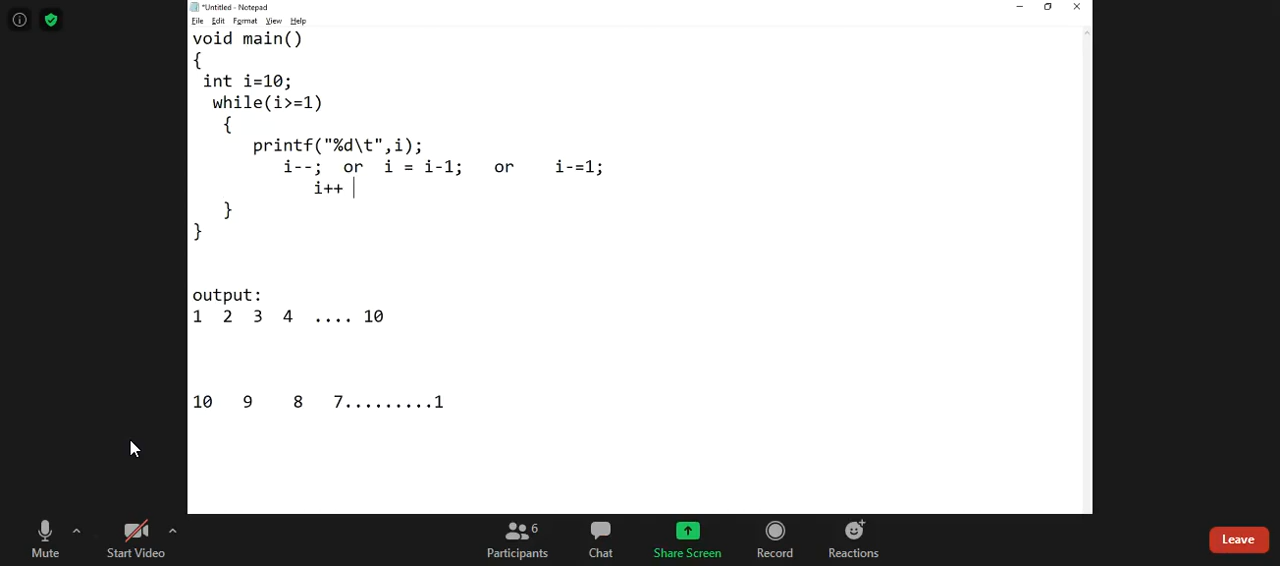 *Untitled - Notepad
File Edit Format View Help
void main()
{
int i=10;
while(i>=1)
{
printf("%d\t",i);
i--; or i = i-1; or i-=1;
i++
}
}
output:
1 2 3 4 .... 10
10 9 8 7.........1
6
Mute Start Video Participants Chat Share Screen Record Reactions Leave